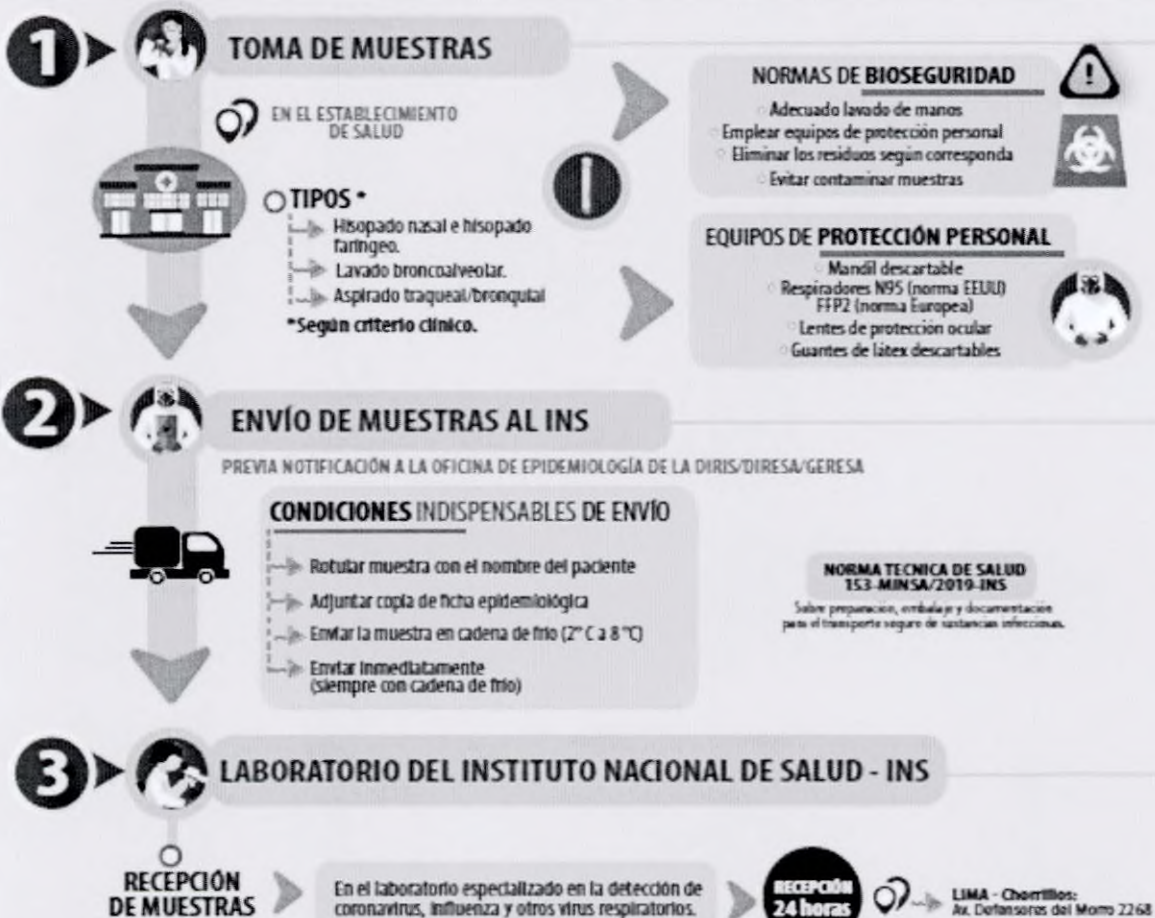 1
TOMA DE MUESTRAS
EN EL ESTABLECIMIENTO
DE SALUD
TIPOS *
Hisopado nasal e hisopado
faríngeo.
Lavado broncoalveolar.
Aspirado traqueal/bronquial
*Según criterio clínico.
NORMAS DE BIOSEGURIDAD
Adecuado lavado de manos
Emplear equipos de protección personal
Eliminar los residuos según corresponda
Evitar contaminar muestras
EQUIPOS DE PROTECCIÓN PERSONAL
Mandil descartable
Respiradores N95 (norma EEUU)
FFP2 (norma Europea)
Lentes de protección ocular
Guantes de látex descartables
2
ENVÍO DE MUESTRAS AL INS
PREVIA NOTIFICACIÓN A LA OFICINA DE EPIDEMIOLOGÍA DE LA DIRIS/DIRESA/GERESA
CONDICIONES INDISPENSABLES DE ENVÍO
Rotular muestra con el nombre del paciente
Adjuntar copia de ficha epidemiológica
Enviar la muestra en cadena de frío (2° C a 8 °C)
Enviar inmediatamente
(siempre con cadena de frío)
NORMA TECNICA DE SALUD
153-MINSA/2019-INS
Sobre preparación, embalaje y documentación
para el transporte seguro de sustancias infecciosas.
3
LABORATORIO DEL INSTITUTO NACIONAL DE SALUD - INS
RECEPCIÓN
DE MUESTRAS
En el laboratorio especializado en la detección de
coronavirus, influenza y otros virus respiratorios.
RECEPCIÓN
24 horas
LIMA - Chorrillos:
Av. Defensores del Morro 2268